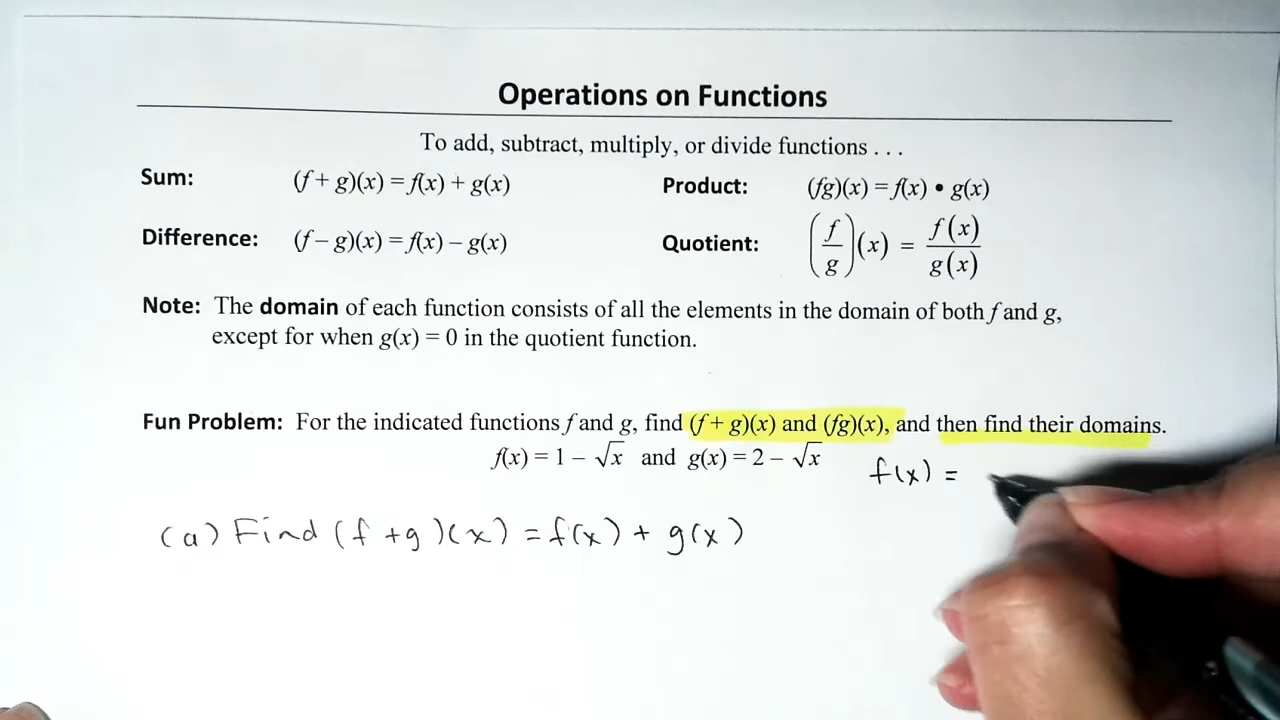 Operations on Functions
To add, subtract, multiply, or divide functions . . .
Sum: (f + g)(x) = f(x) + g(x) Product: (fg)(x) = f(x) • g(x)
Difference: (f – g)(x) = f(x) – g(x) Quotient: (f/g)(x) = f(x)/g(x)
Note: The domain of each function consists of all the elements in the domain of both f and g,
except for when g(x) = 0 in the quotient function.
Fun Problem: For the indicated functions f and g, find (f + g)(x) and (fg)(x), and then find their domains.
f(x) = 1 – √x and g(x) = 2 – √x f(x) =
(a) Find (f + g)(x) = f(x) + g(x)